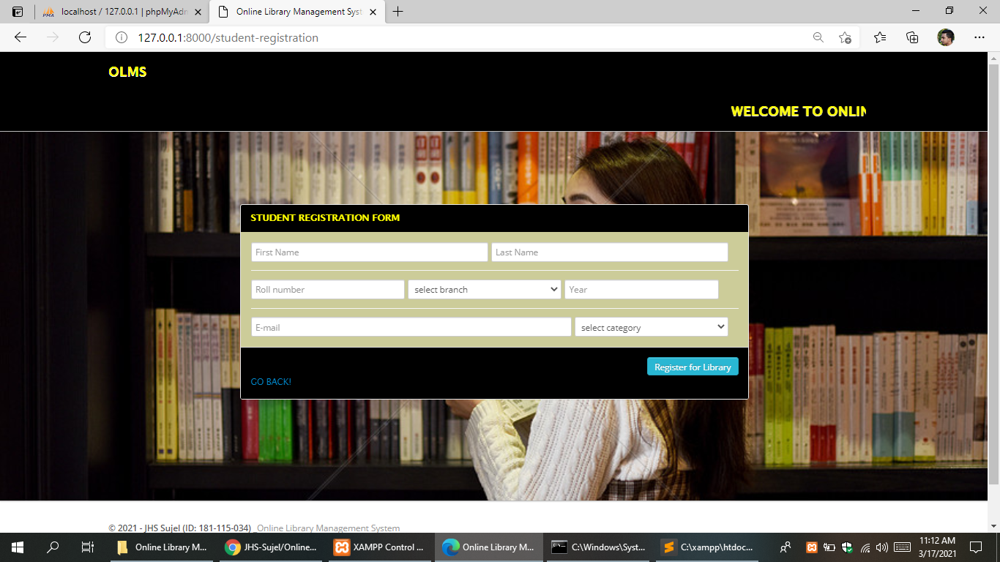 localhost / 127.0.0.1 | phpMyAdn
Online Library Management Syst
127.0.0.1:8000/student-registration
OLMS
WELCOME TO ONLIN
STUDENT REGISTRATION FORM
First Name
Last Name
Roll number
select branch
Year
E-mail
select category
Register for Library
GO BACK!
© 2021 - JHS Sujel (ID: 181-115-034) _Online Library Management System
Online Library M...
JHS-Sujel/Online...
XAMPP Control ...
Online Library M...
C:\Windows\Syst...
C:\xampp\htdoc...
11:12 AM
3/17/2021